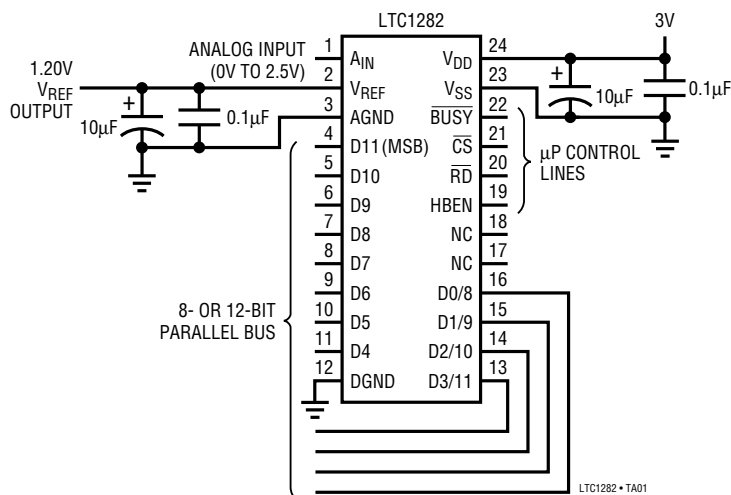 LTC1282
3V
ANALOG INPUT
(0V TO 2.5V)
1.20V
VREF
OUTPUT
+
10µF
0.1µF
1
2
3
4
5
6
7
8
9
10
11
12
AIN
VREF
AGND
D11 (MSB)
D10
D9
D8
D7
D6
D5
D4
DGND
VDD
VSS
BUSY
CS
RD
HBEN
NC
NC
D0/8
D1/9
D2/10
D3/11
24
23
22
21
20
19
18
17
16
15
14
13
+
10µF
0.1µF
µP CONTROL
LINES
8- OR 12-BIT
PARALLEL BUS
LTC1282 • TA01